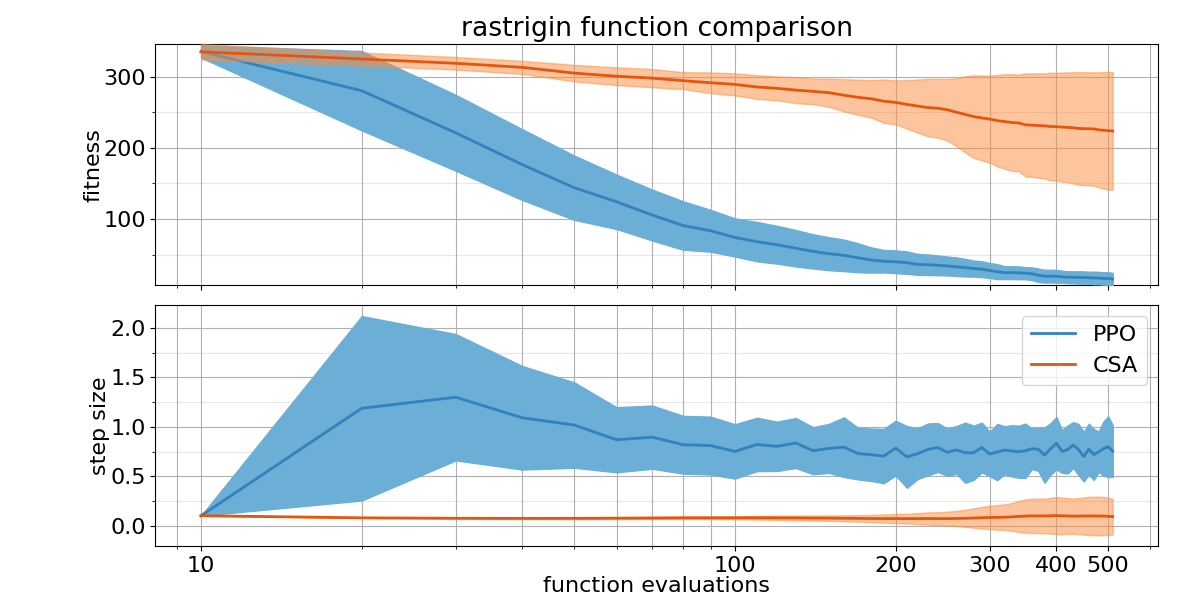 rastrigin function comparison
fitness
300
200
100
step size
2.0
1.5
1.0
0.5
0.0
PPO
CSA
10
100
200
300
400
500
function evaluations